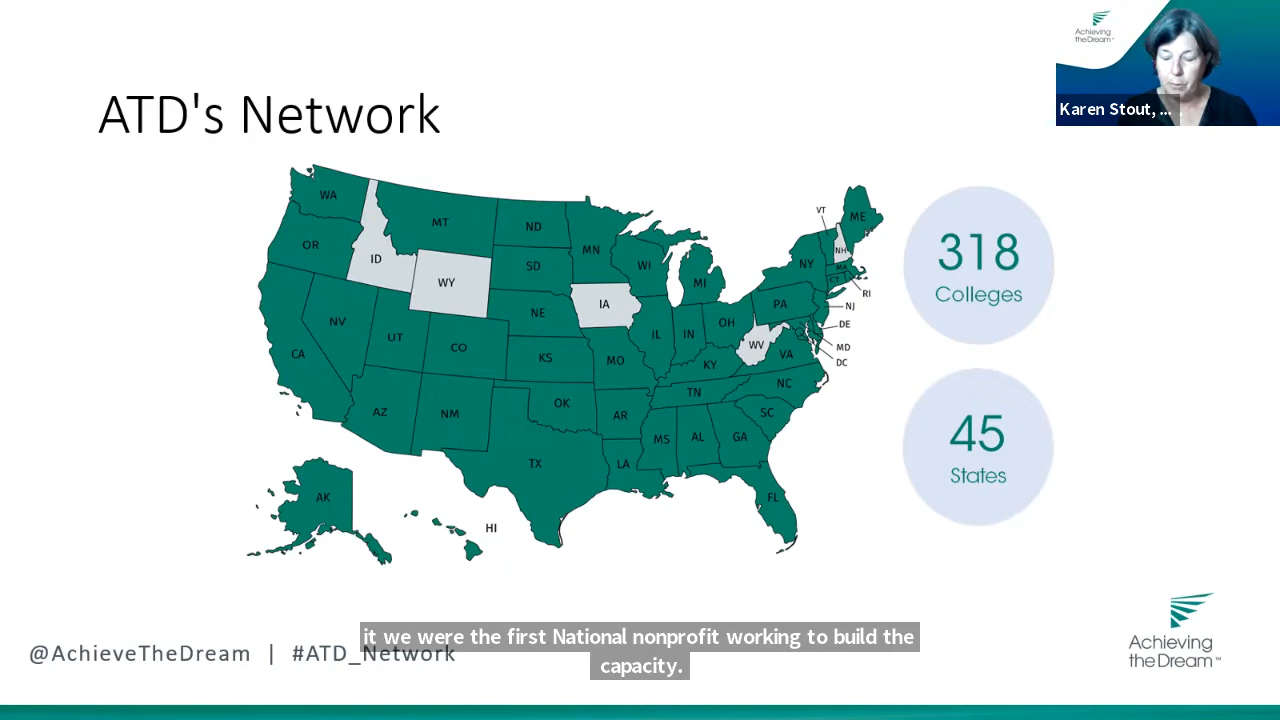 Achieving
the Dream™
Karen Stout, ...
ATD's Network
WA
MT
ND
MN
VT
ME
OR
ID
SD
WI
NY
NH
MA
WY
MI
CT
RI
NE
IA
PA
NJ
NV
UT
CO
IL
IN
OH
DE
CA
KS
MO
WV
VA
MD
KY
DC
AZ
NM
OK
AR
TN
NC
SC
MS
AL
GA
TX
LA
AK
FL
HI
318
Colleges
45
States
it we were the first National nonprofit working to build the
capacity.
@AchieveTheDream | #ATD_Network
Achieving
the Dream™